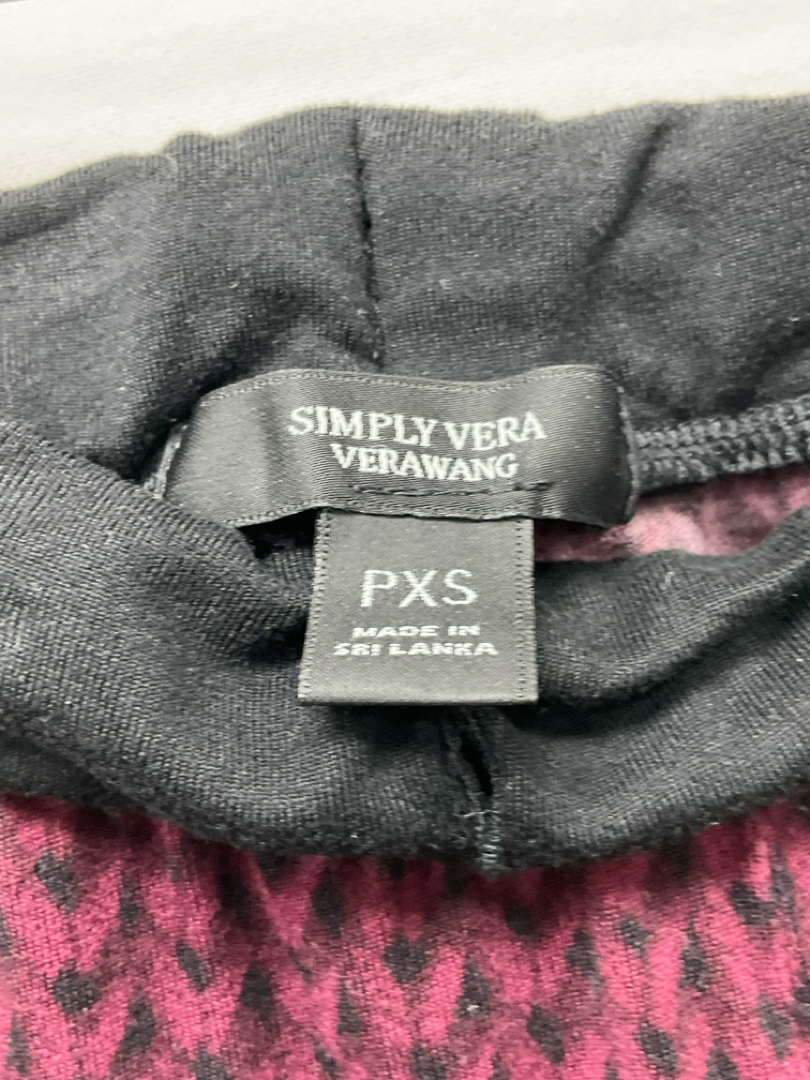 SIMPLY VERA
VERAWANG
PXS
MADE IN
SRI LANKA